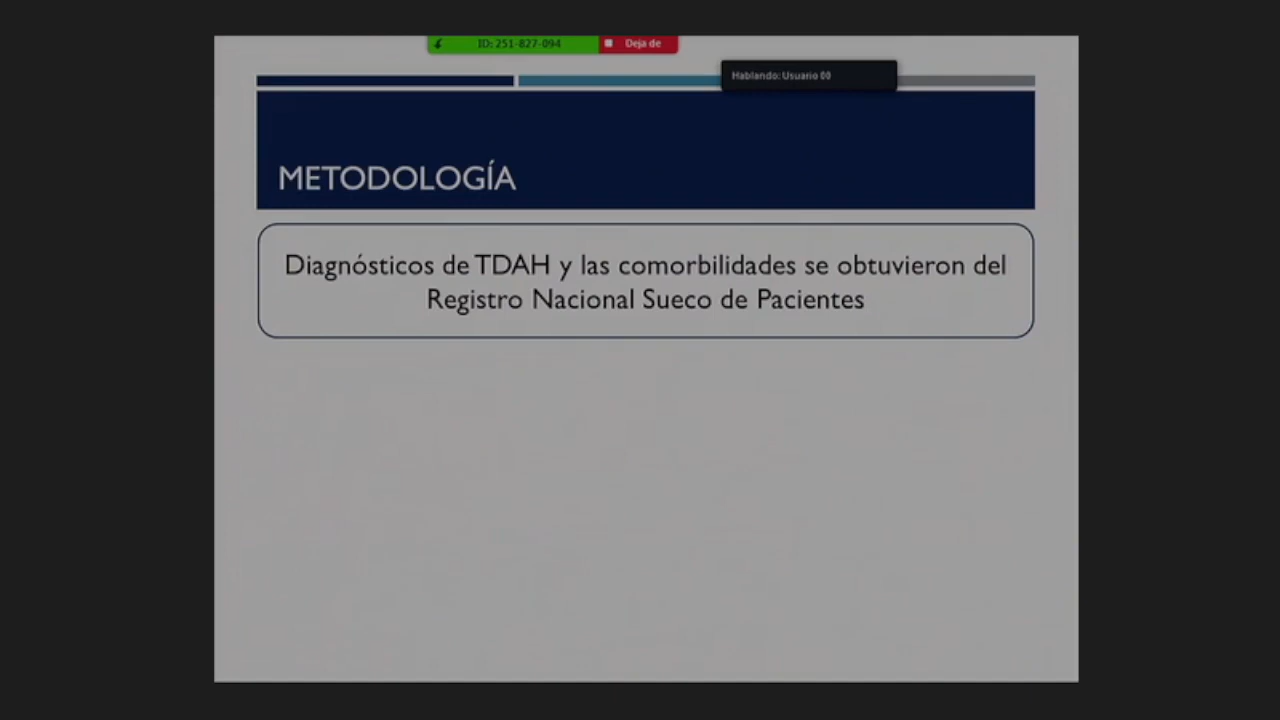 ID: 251-827-094
Deja de
Hablando: Usuario 00
METODOLOGÍA
Diagnósticos de TDAH y las comorbilidades se obtuvieron del
Registro Nacional Sueco de Pacientes